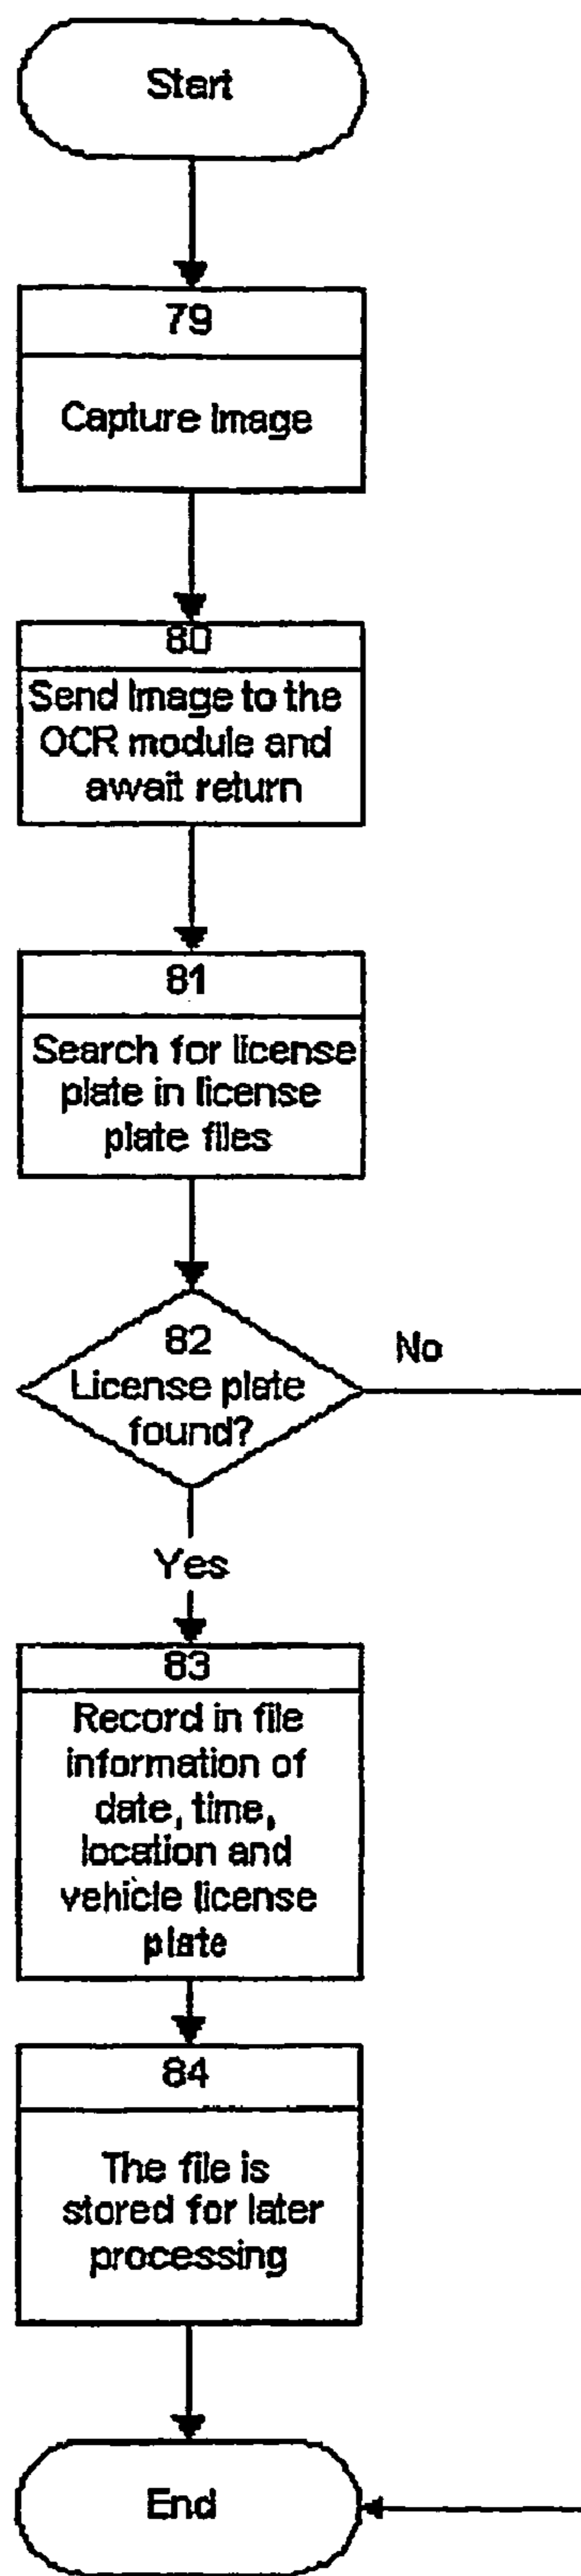 Start
79
Capture Image
80
Send Image to the
OCR module and
await return
81
Search for license
plate in license
plate files
82
License plate
found?
No
Yes
83
Record in file
information of
date, time,
location and
vehicle license
plate
84
The file is
stored for later
processing
End